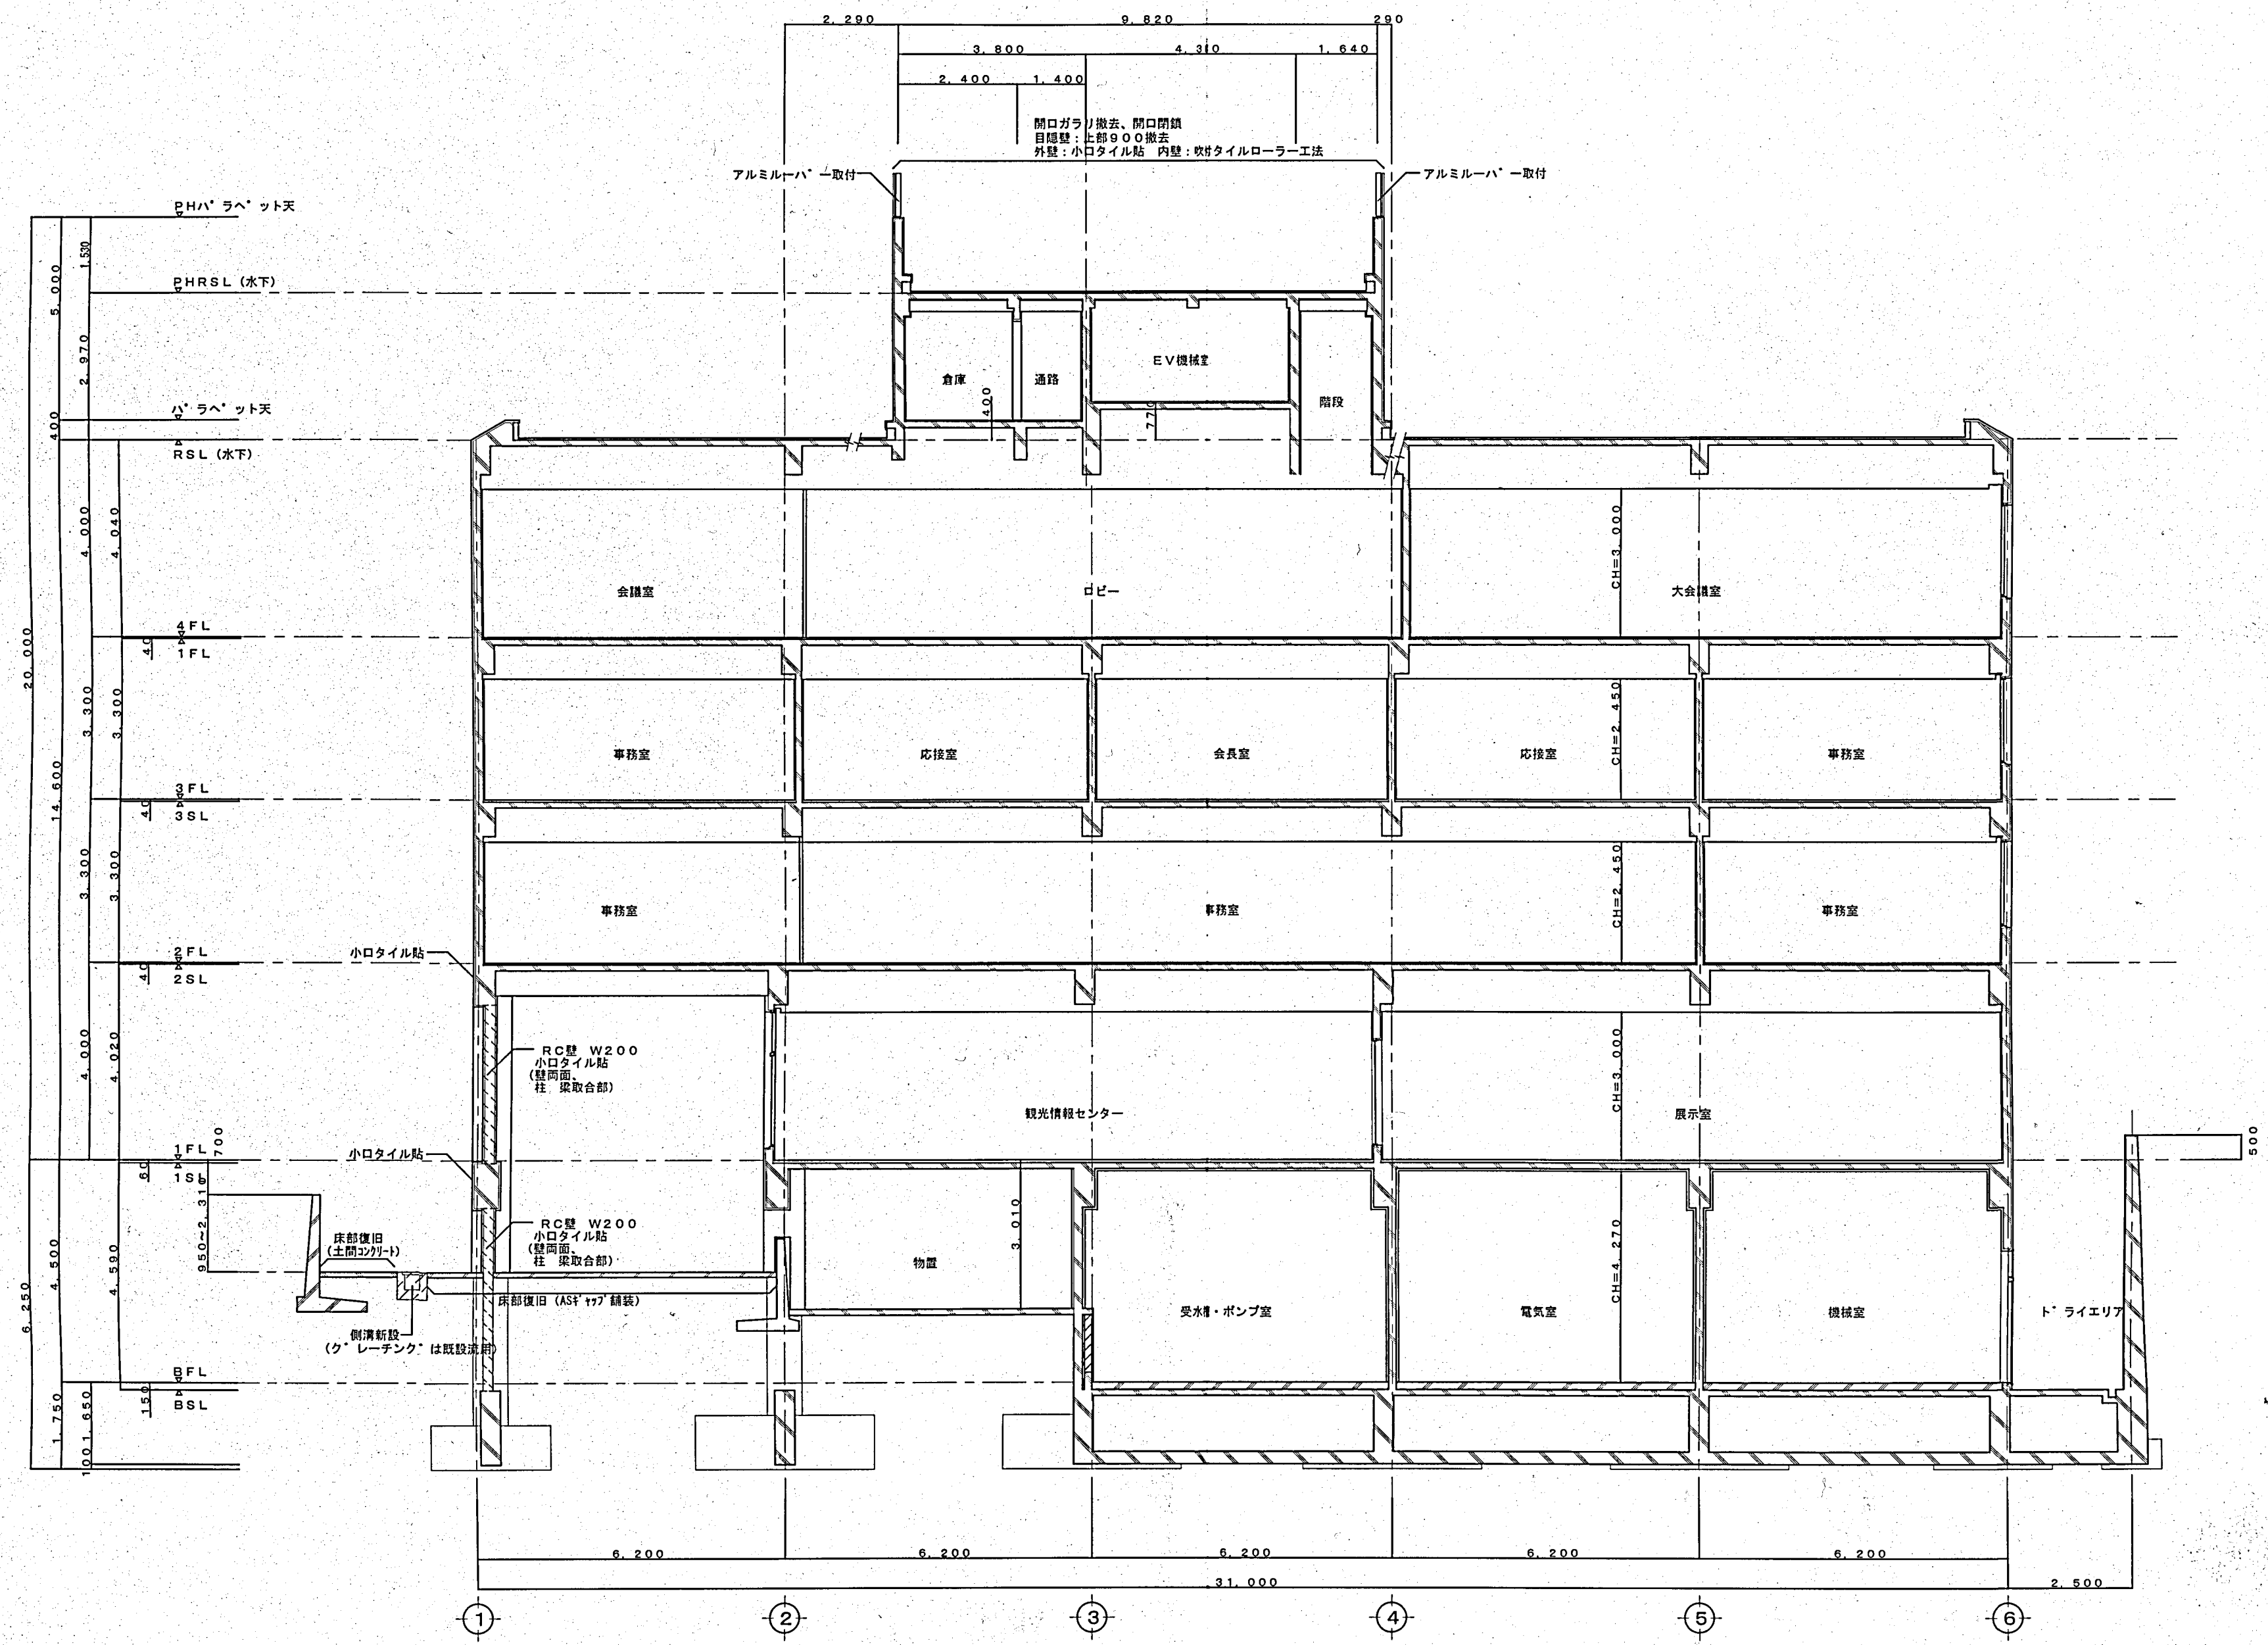 2,290
9,820
290
3,800
4,310
1,640
2,400
1,400
開口ガラリ撤去、開口閉鎖
目隠壁：上部900撤去
外壁：小口タイル貼 内壁：吹付タイルローラー工法
アルミルーバー取付
アルミルーバー取付
PHパラペット天
1,530
5,000
PHRSL (水下)
2,970
EV機械室
倉庫
通路
階段
400
770
パラペット天
400
RSL (水下)
4,000
4,040
CH=3,000
会議室
ロビー
大会議室
20,000
4FL
40
1FL
3,300
3,300
CH=2,450
事務室
応接室
会長室
応接室
事務室
14,600
3FL
40
3SL
3,300
3,300
CH=2,450
事務室
事務室
事務室
小口タイル貼
2FL
40
2SL
4,000
4,020
RC壁 W200
小口タイル貼
(壁両面、
柱 梁取合部)
CH=3,000
観光情報センター
展示室
700
1FL
小口タイル貼
60
1SL
500
950~2,310
6,250
4,500
4,590
床部復旧
(土間コンクリート)
RC壁 W200
小口タイル貼
(壁両面、
柱 梁取合部)
3,010
CH=4,270
物置
床部復旧 (ASギャップ舗装)
受水槽・ポンプ室
電気室
機械室
ドライエリア
側溝新設
(グレーチングは既設流用)
BFL
150
BSL
1,750
1,650
100
6,200
6,200
6,200
6,200
6,200
31,000
2,500
1
2
3
4
5
6